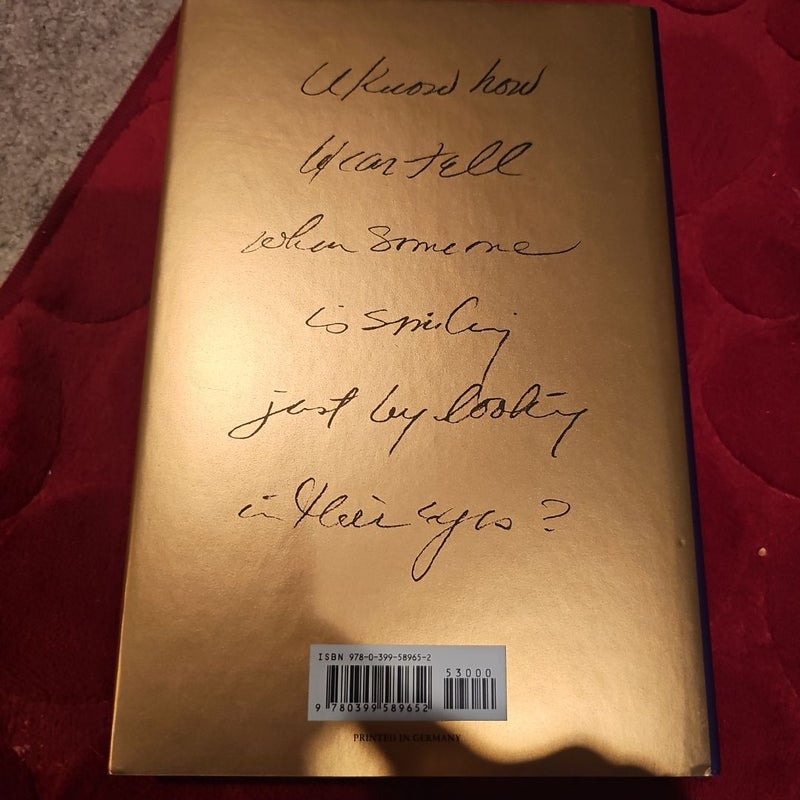 U Know how
U can tell
when someone
is smiling
just by looking
in their eyes?
ISBN 978-0-399-58965-2
53000
9 780399 589652
PRINTED IN GERMANY